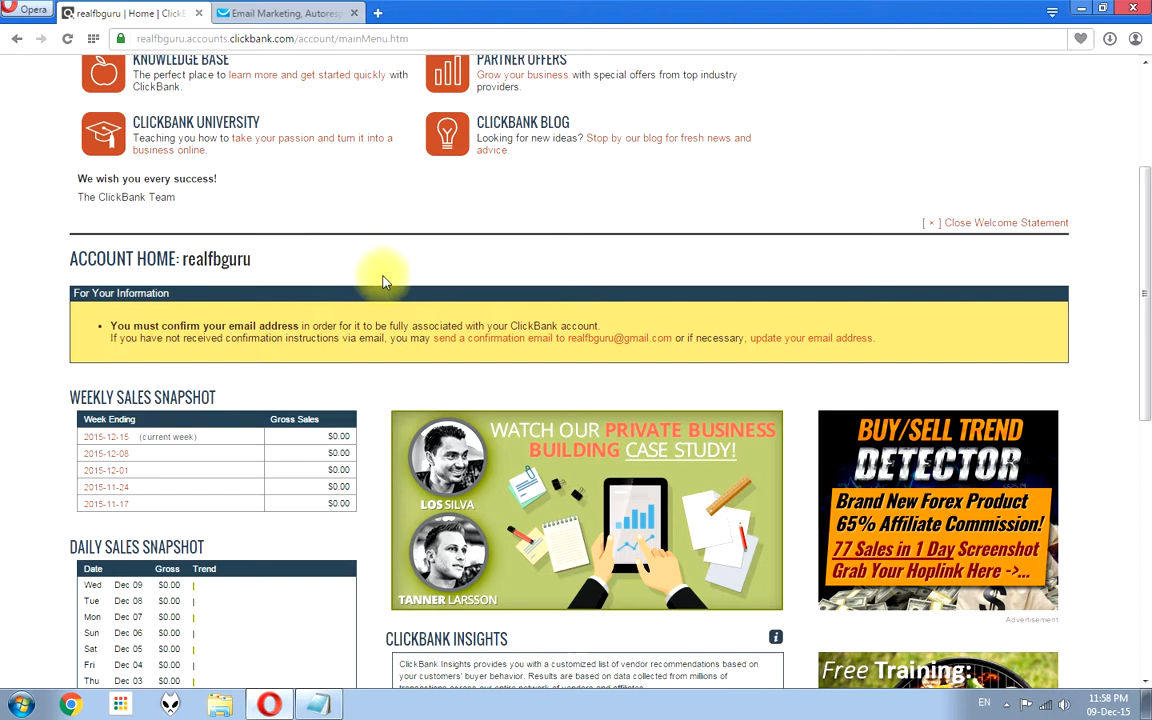 Opera
realfbguru | Home | ClickB
Email Marketing, Autoresp
realfbguru.accounts.clickbank.com/account/mainMenu.htm
KNOWLEDGE BASE
The perfect place to learn more and get started quickly with
ClickBank.
PARTNER OFFERS
Grow your business with special offers from top industry
providers.
CLICKBANK UNIVERSITY
Teaching you how to take your passion and turn it into a
business online.
CLICKBANK BLOG
Looking for new ideas? Stop by our blog for fresh news and
advice.
We wish you every success!
The ClickBank Team
[ × ] Close Welcome Statement
ACCOUNT HOME: realfbguru
For Your Information
• You must confirm your email address in order for it to be fully associated with your ClickBank account.
If you have not received confirmation instructions via email, you may send a confirmation email to realfbguru@gmail.com or if necessary, update your email address.
WEEKLY SALES SNAPSHOT
Week Ending Gross Sales
2015-12-15 (current week) $0.00
2015-12-08 $0.00
2015-12-01 $0.00
2015-11-24 $0.00
2015-11-17 $0.00
DAILY SALES SNAPSHOT
Date Gross Trend
Wed Dec 09 $0.00
Tue Dec 08 $0.00
Mon Dec 07 $0.00
Sun Dec 06 $0.00
Sat Dec 05 $0.00
Fri Dec 04 $0.00
Thu Dec 03 $0.00
WATCH OUR PRIVATE BUSINESS
BUILDING CASE STUDY!
LOS SILVA
TANNER LARSSON
CLICKBANK INSIGHTS
ClickBank Insights provides you with a customized list of vendor recommendations based on
your customers' buyer behavior. Results are based on data collected from millions of
transactions across our entire network of vendors and affiliates.
BUY/SELL TREND
DETECTOR
Brand New Forex Product
65% Affiliate Commission!
77 Sales in 1 Day Screenshot
Grab Your Hoplink Here ->...
Advertisement
Free Training:
EN
11:58 PM
09-Dec-15